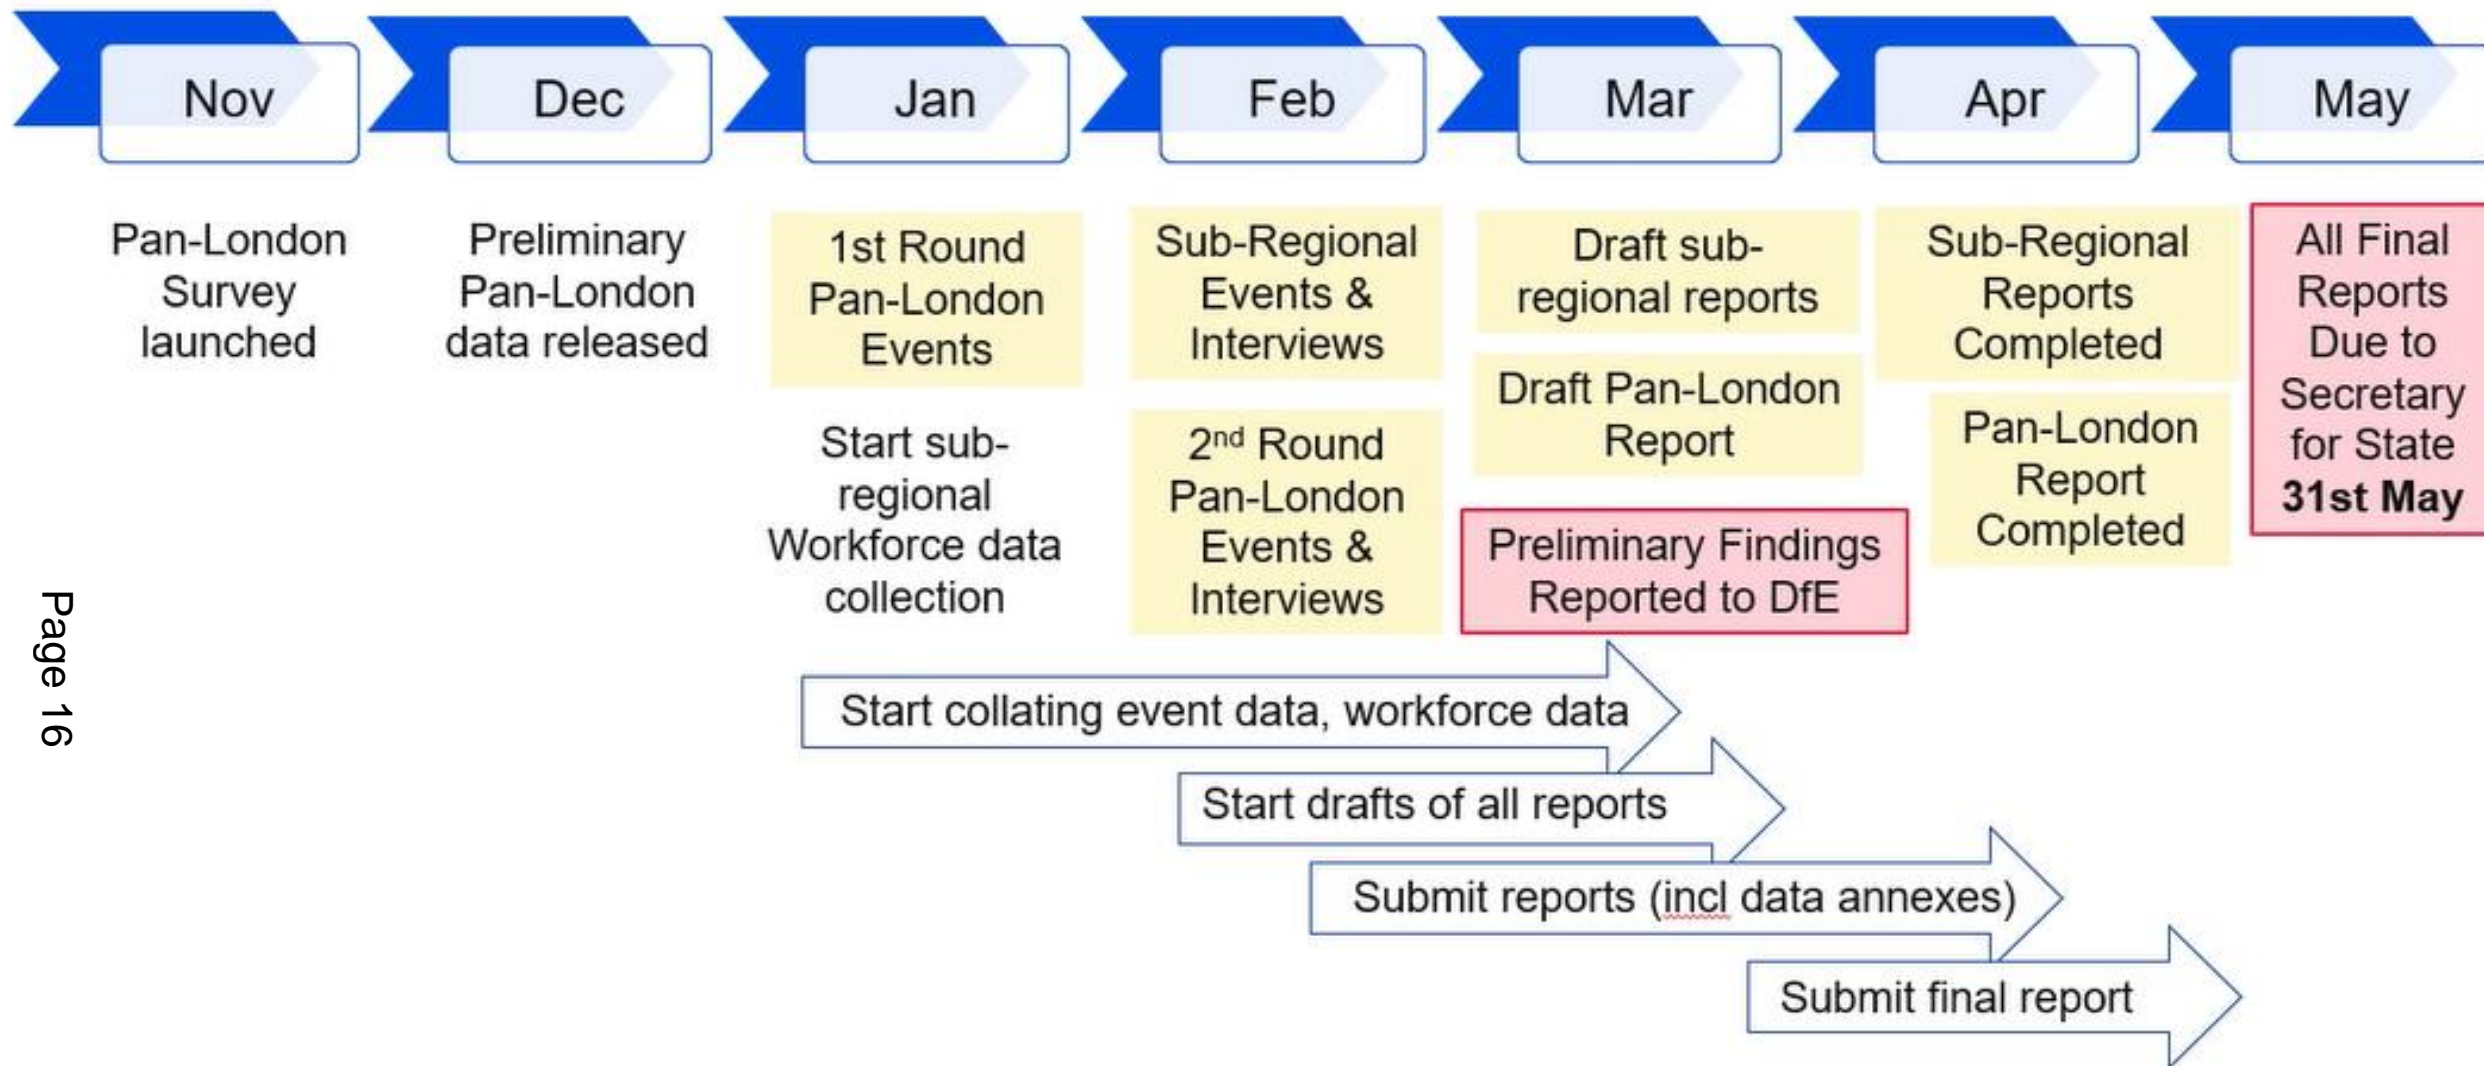 Nov
Dec
Jan
Feb
Mar
Apr
May
Pan-London
Survey
launched
Preliminary
Pan-London
data released
1st Round
Pan-London
Events
Start sub-
regional
Workforce data
collection
Sub-Regional
Events &
Interviews
2nd Round
Pan-London
Events &
Interviews
Draft sub-
regional reports
Draft Pan-London
Report
Preliminary Findings
Reported to DfE
Sub-Regional
Reports
Completed
Pan-London
Report
Completed
All Final
Reports
Due to
Secretary
for State
31st May
Start collating event data, workforce data
Start drafts of all reports
Submit reports (incl data annexes)
Submit final report
Page 16